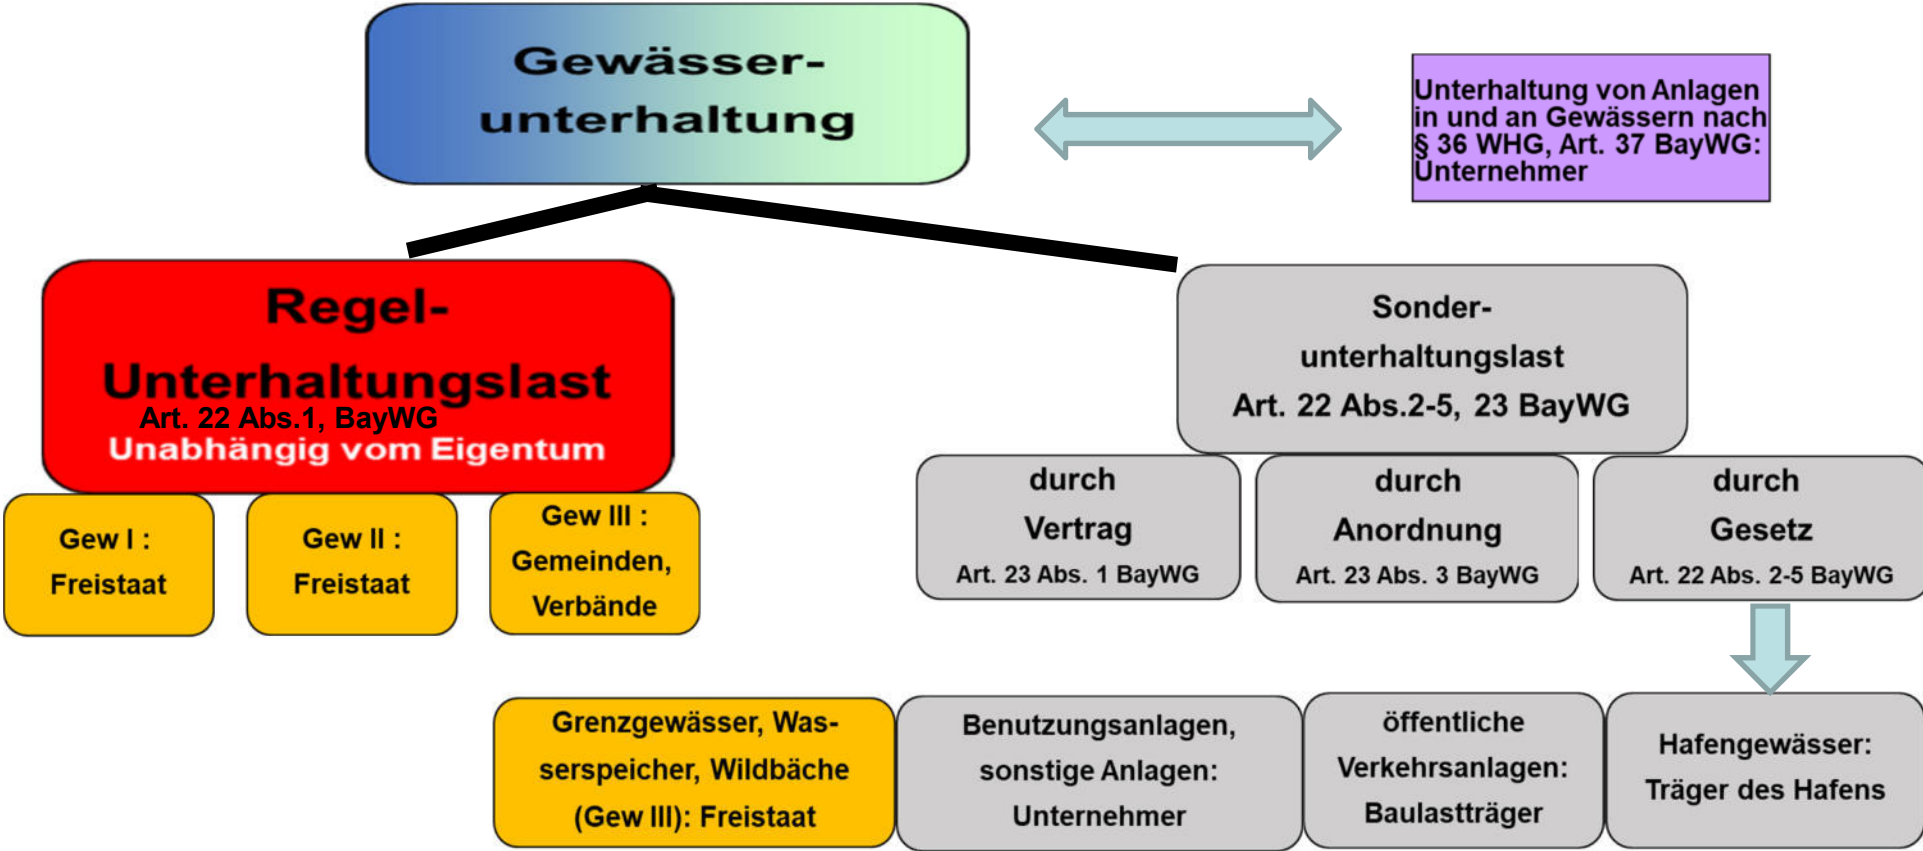 Gewässer-
unterhaltung
Unterhaltung von Anlagen
in und an Gewässern nach
§ 36 WHG, Art. 37 BayWG:
Unternehmer
Regel-
Unterhaltungslast
Art. 22 Abs.1, BayWG
Unabhängig vom Eigentum
Sonder-
unterhaltungslast
Art. 22 Abs.2-5, 23 BayWG
Gew I :
Freistaat
Gew II :
Freistaat
Gew III :
Gemeinden,
Verbände
durch
Vertrag
Art. 23 Abs. 1 BayWG
durch
Anordnung
Art. 23 Abs. 3 BayWG
durch
Gesetz
Art. 22 Abs. 2-5 BayWG
Grenzgewässer, Was-
serspeicher, Wildbäche
(Gew III): Freistaat
Benutzungsanlagen,
sonstige Anlagen:
Unternehmer
öffentliche
Verkehrsanlagen:
Baulastträger
Hafengewässer:
Träger des Hafens